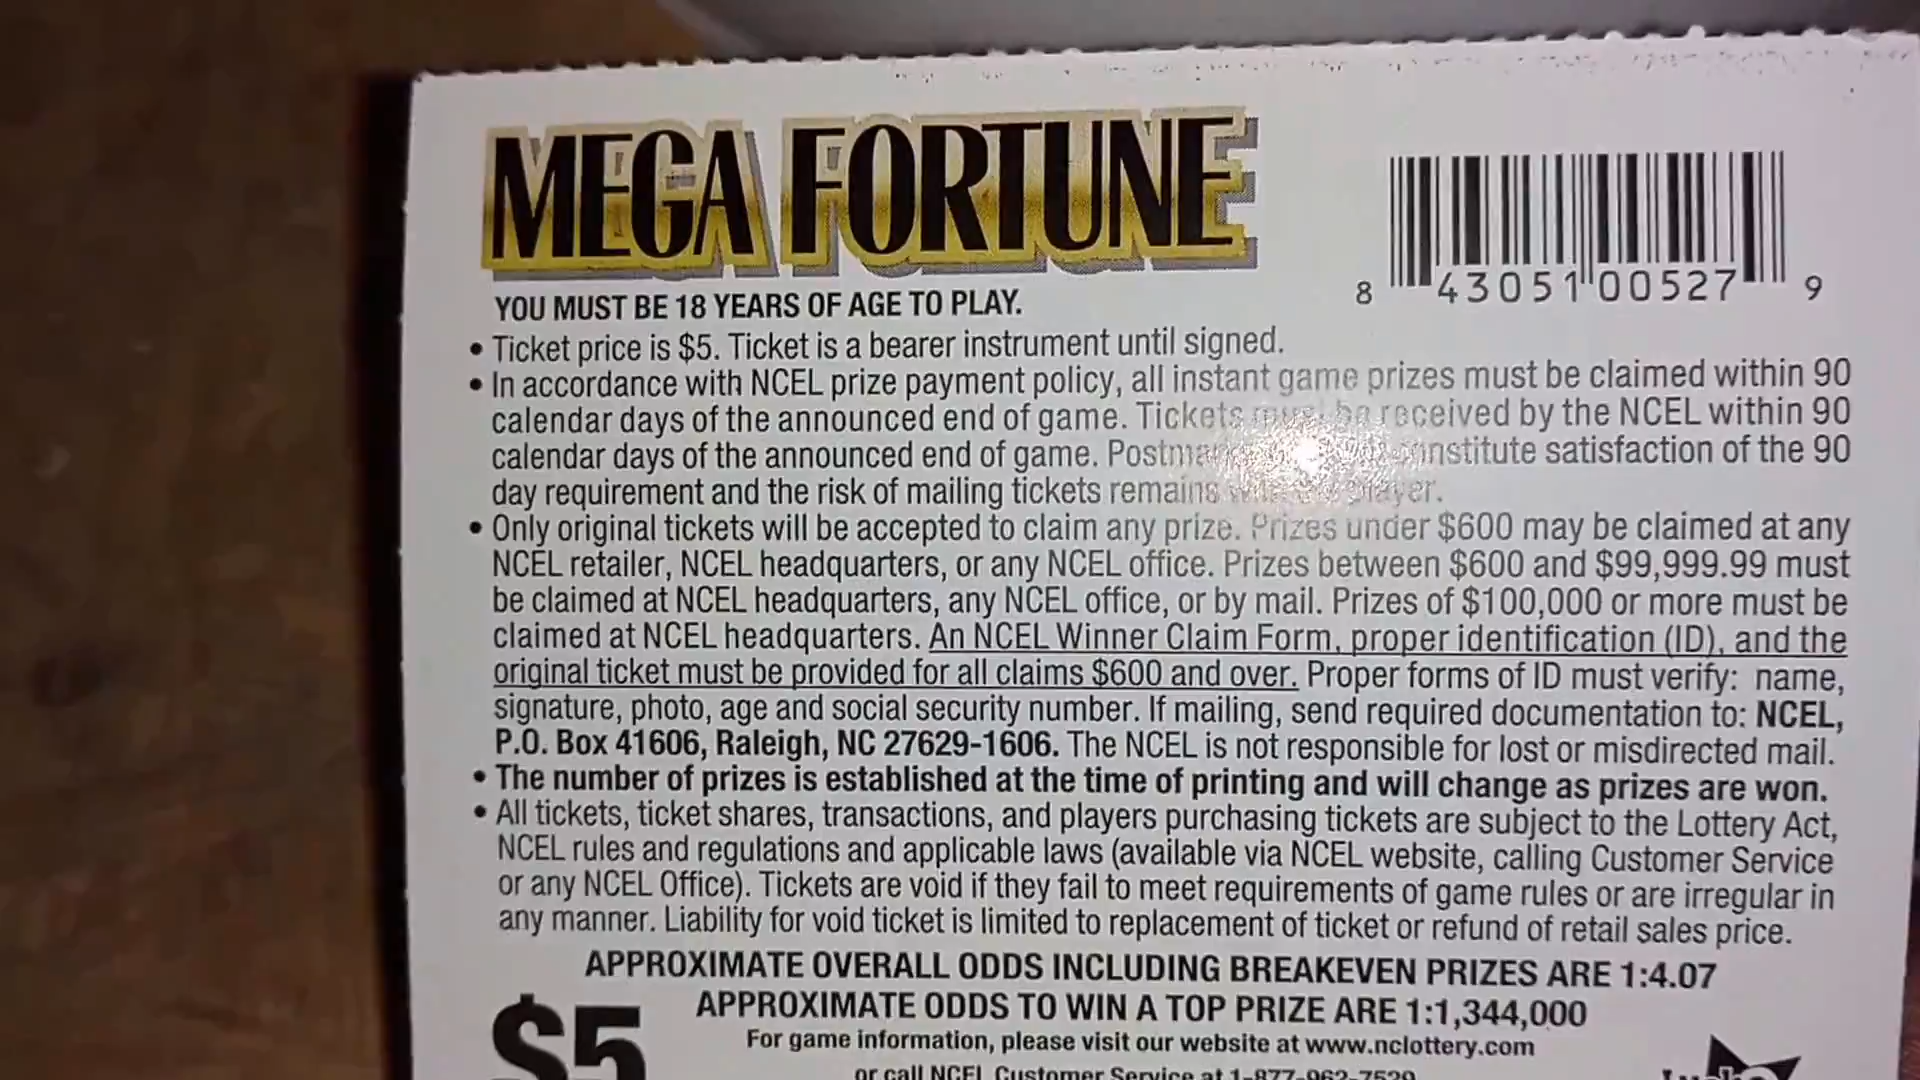 MEGA FORTUNE
8 43051 00527 9
YOU MUST BE 18 YEARS OF AGE TO PLAY.
• Ticket price is $5. Ticket is a bearer instrument until signed.
• In accordance with NCEL prize payment policy, all instant game prizes must be claimed within 90
calendar days of the announced end of game. Tickets must be received by the NCEL within 90
calendar days of the announced end of game. constitute satisfaction of the 90
day requirement and the risk of mailing tickets remains with the player.
• Only original tickets will be accepted to claim any prize. Prizes under $600 may be claimed at any
NCEL retailer, NCEL headquarters, or any NCEL office. Prizes between $600 and $99,999.99 must
be claimed at NCEL headquarters, any NCEL office, or by mail. Prizes of $100,000 or more must be
claimed at NCEL headquarters. An NCEL Winner Claim Form, proper identification (ID), and the
original ticket must be provided for all claims $600 and over. Proper forms of ID must verify: name,
signature, photo, age and social security number. If mailing, send required documentation to: NCEL,
P.O. Box 41606, Raleigh, NC 27629-1606. The NCEL is not responsible for lost or misdirected mail.
• The number of prizes is established at the time of printing and will change as prizes are won.
• All tickets, ticket shares, transactions, and players purchasing tickets are subject to the Lottery Act,
NCEL rules and regulations and applicable laws (available via NCEL website, calling Customer Service
or any NCEL Office). Tickets are void if they fail to meet requirements of game rules or are irregular in
any manner. Liability for void ticket is limited to replacement of ticket or refund of retail sales price.
APPROXIMATE OVERALL ODDS INCLUDING BREAKEVEN PRIZES ARE 1:4.07
APPROXIMATE ODDS TO WIN A TOP PRIZE ARE 1:1,344,000
$5
For game information, please visit our website at www.nclottery.com
or call NCEL Customer Service at 1-877-962-7529